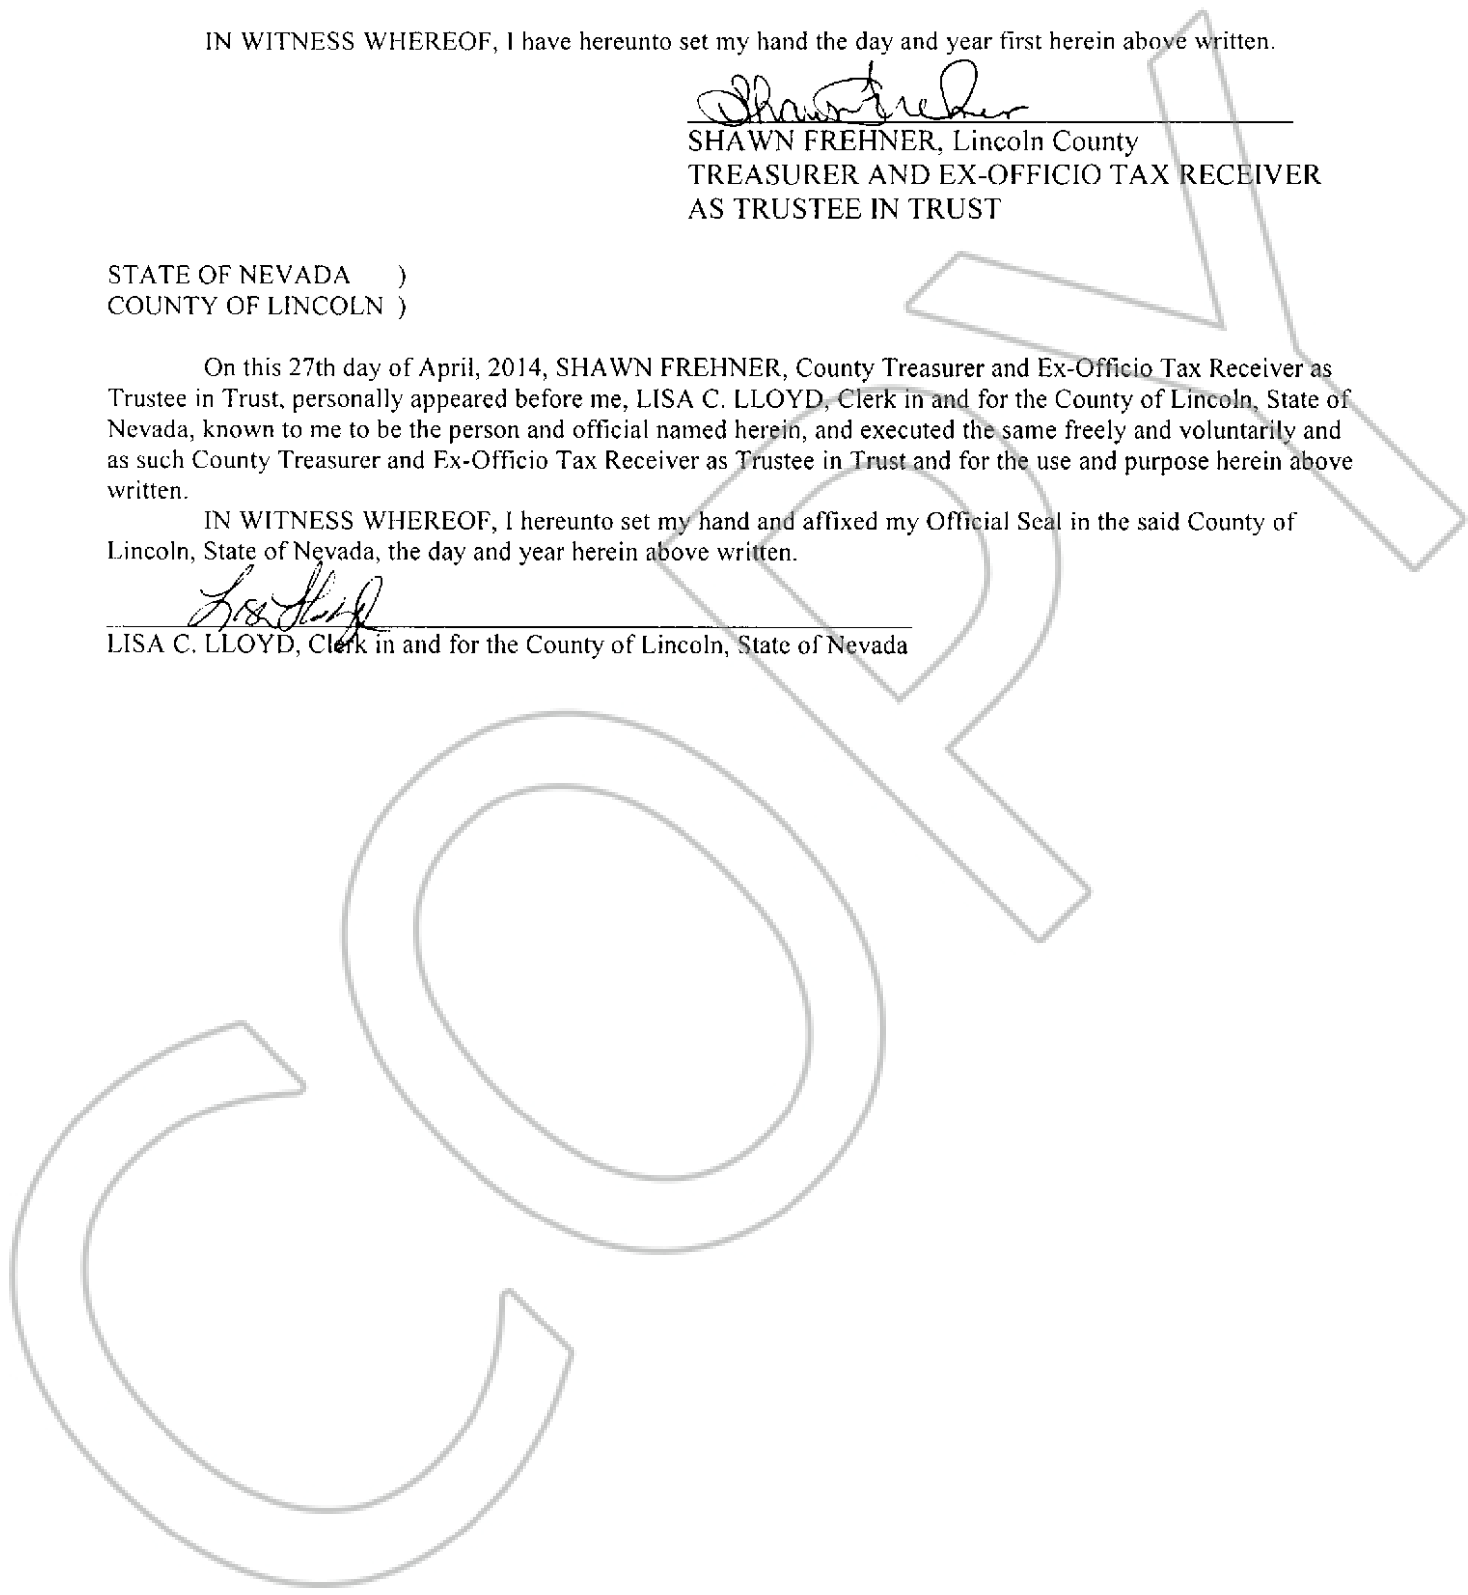 IN WITNESS WHEREOF, I have hereunto set my hand the day and year first herein above written.
Shawn Frehner
SHAWN FREHNER, Lincoln County
TREASURER AND EX-OFFICIO TAX RECEIVER
AS TRUSTEE IN TRUST
STATE OF NEVADA )
COUNTY OF LINCOLN )
On this 27th day of April, 2014, SHAWN FREHNER, County Treasurer and Ex-Officio Tax Receiver as
Trustee in Trust, personally appeared before me, LISA C. LLOYD, Clerk in and for the County of Lincoln, State of
Nevada, known to me to be the person and official named herein, and executed the same freely and voluntarily and
as such County Treasurer and Ex-Officio Tax Receiver as Trustee in Trust and for the use and purpose herein above
written.
IN WITNESS WHEREOF, I hereunto set my hand and affixed my Official Seal in the said County of
Lincoln, State of Nevada, the day and year herein above written.
Lisa C Lloyd
LISA C. LLOYD, Clerk in and for the County of Lincoln, State of Nevada
COPY